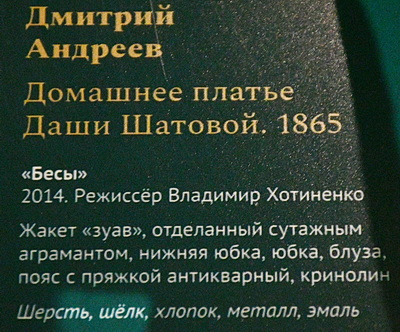 Дмитрий
Андреев
Домашнее платье
Даши Шатовой. 1865
«Бесы»
2014. Режиссёр Владимир Хотиненко
Жакет «зуав», отделанный сутажным
аграмантом, нижняя юбка, юбка, блуза,
пояс с пряжкой антикварный, кринолин
Шерсть, шёлк, хлопок, металл, эмаль